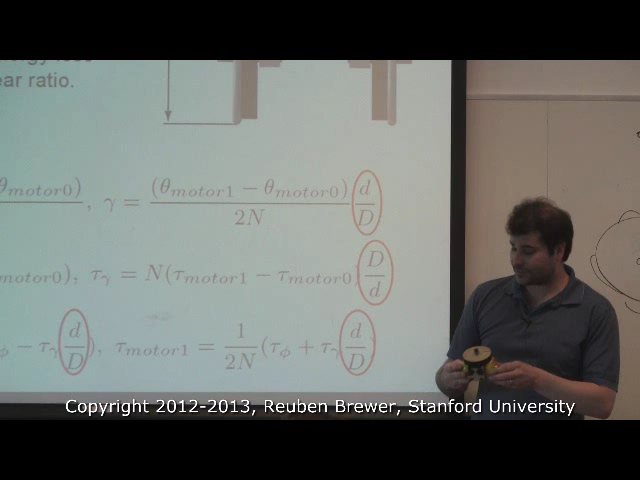 ear ratio.
θmotor0) , γ = (θmotor1 − θmotor0) d
2N D
motor0), τγ = N(τmotor1 − τmotor0) D/d
ϕ − τγ d/D), τmotor1 = 1/2N (τϕ + τγ d/D)
Copyright 2012-2013, Reuben Brewer, Stanford University